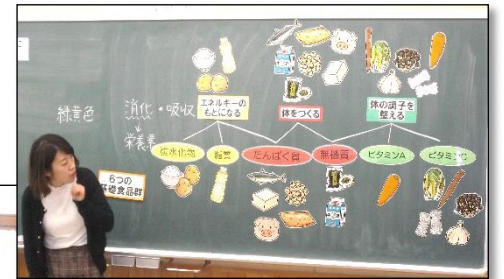 エネルギーの
もとになる
体をつくる
体の調子を
整える
緑黄色
消化・吸収
栄養素
炭水化物
脂質
たんぱく質
無機質
ビタミンA
ビタミンC
6つの
基礎食品群